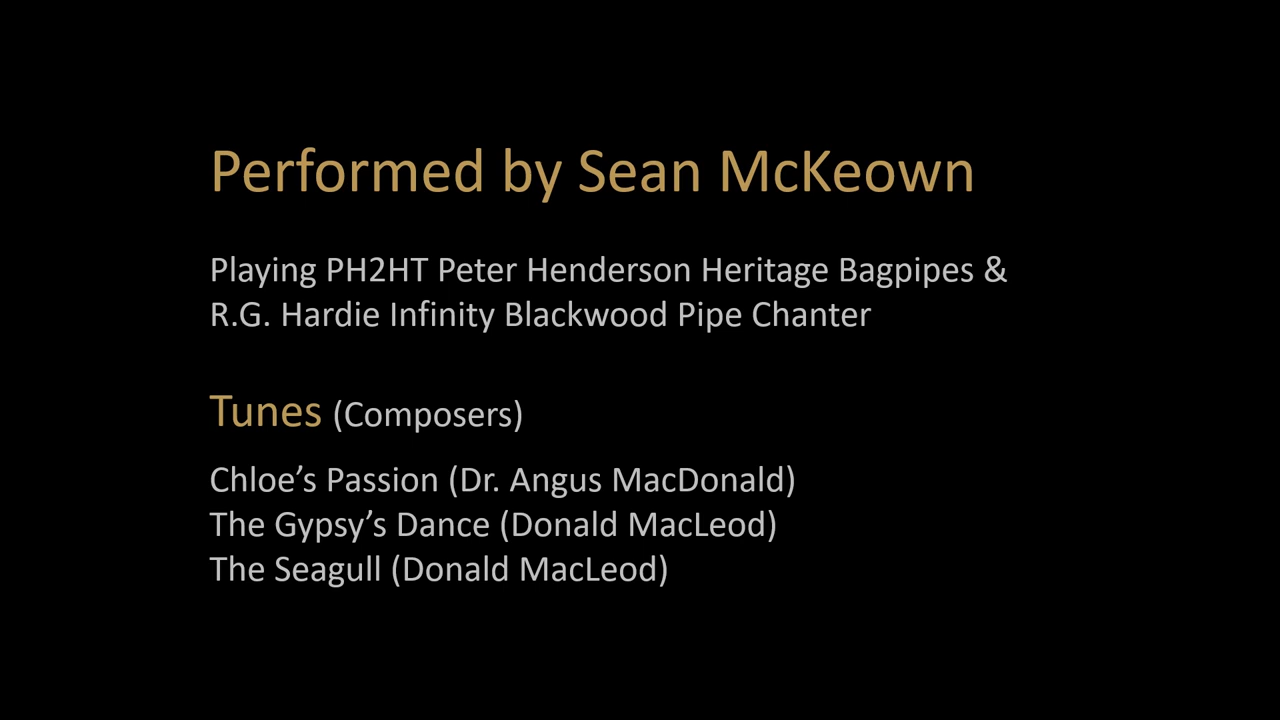 Performed by Sean McKeown
Playing PH2HT Peter Henderson Heritage Bagpipes &
R.G. Hardie Infinity Blackwood Pipe Chanter
Tunes (Composers)
Chloe’s Passion (Dr. Angus MacDonald)
The Gypsy’s Dance (Donald MacLeod)
The Seagull (Donald MacLeod)